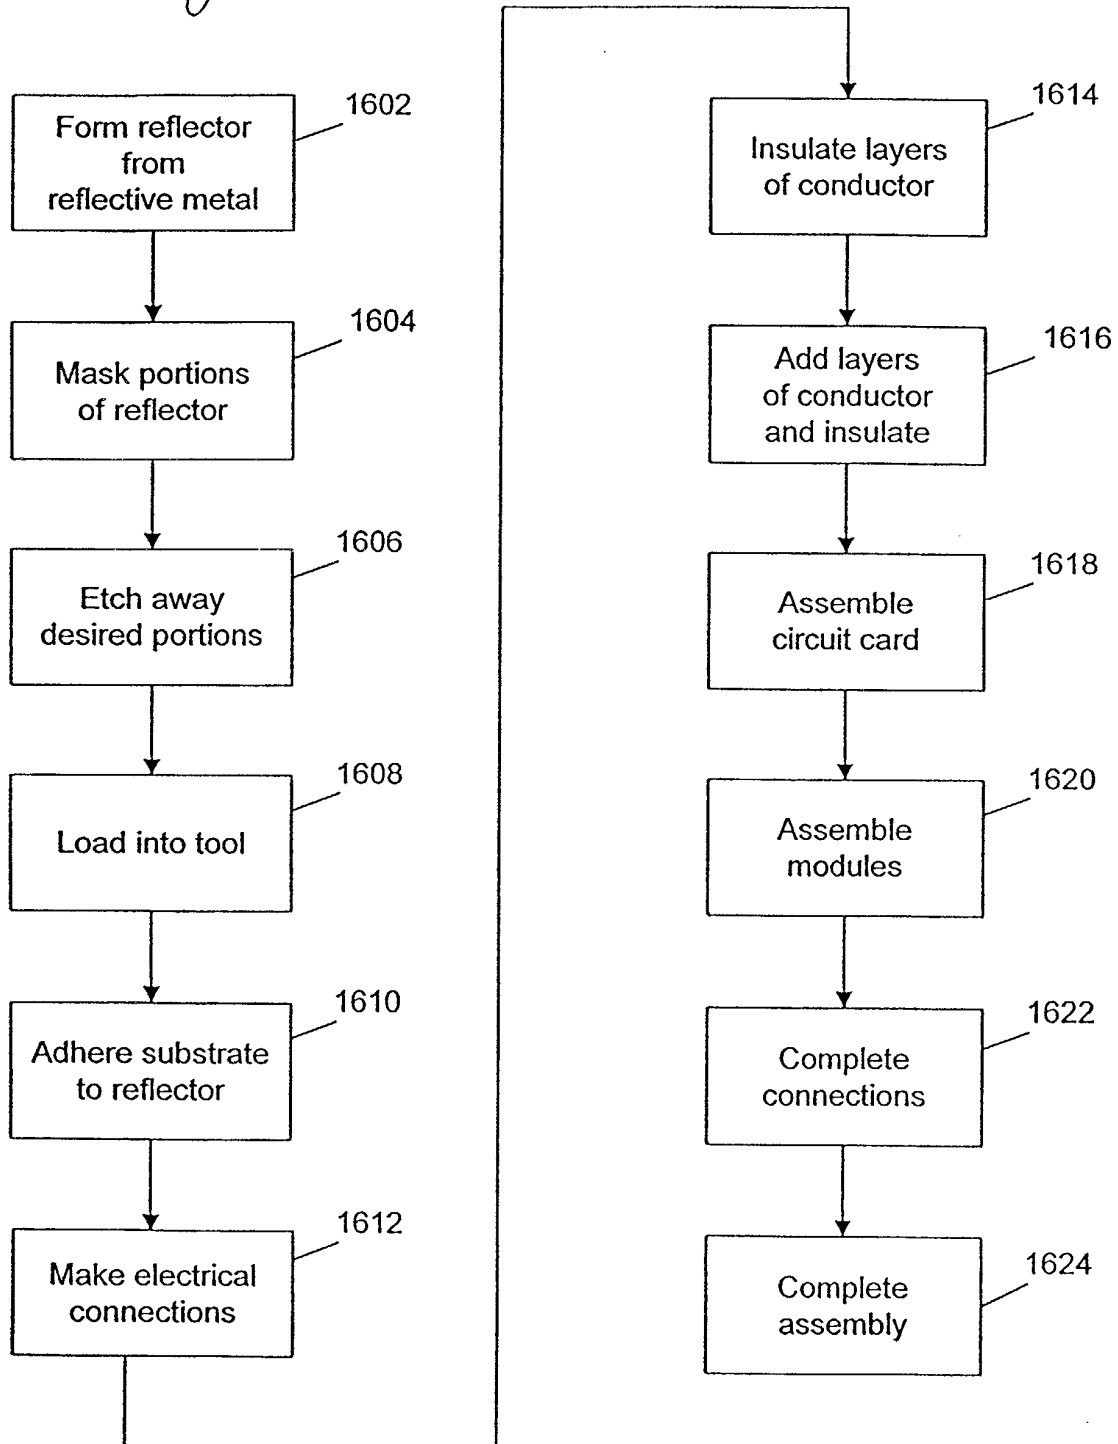 1602
Form reflector
from
reflective metal
1604
Mask portions
of reflector
1606
Etch away
desired portions
1608
Load into tool
1610
Adhere substrate
to reflector
1612
Make electrical
connections
1614
Insulate layers
of conductor
1616
Add layers
of conductor
and insulate
1618
Assemble
circuit card
1620
Assemble
modules
1622
Complete
connections
1624
Complete
assembly